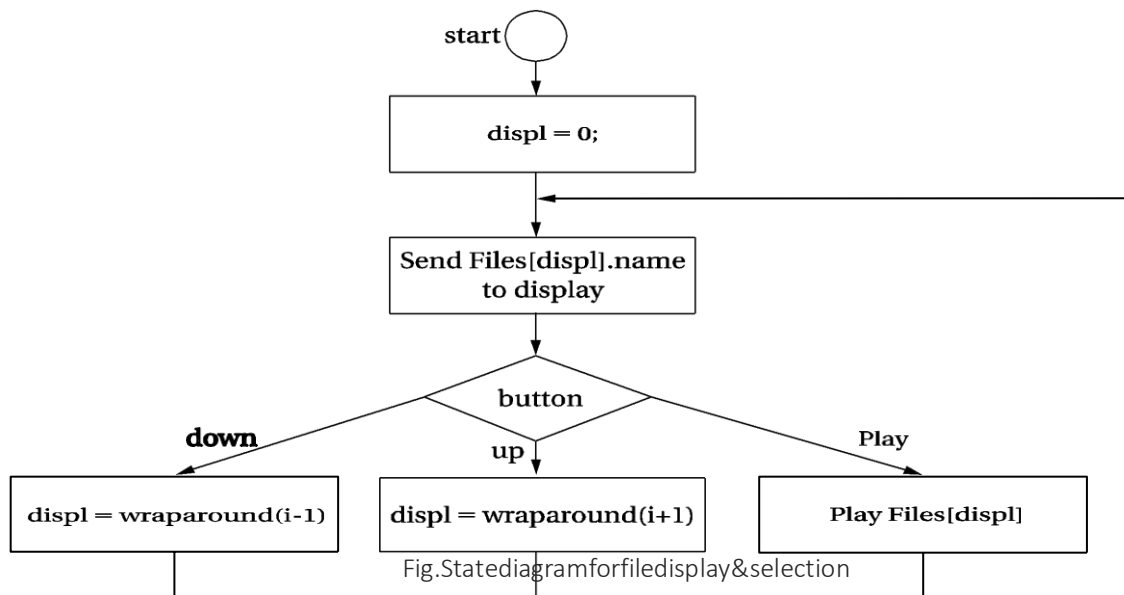 start
displ = 0;
Send Files[displ].name
to display
button
down
up
Play
displ = wraparound(i-1)
displ = wraparound(i+1)
Play Files[displ]
Fig.Statediagramforfiledisplay&selection